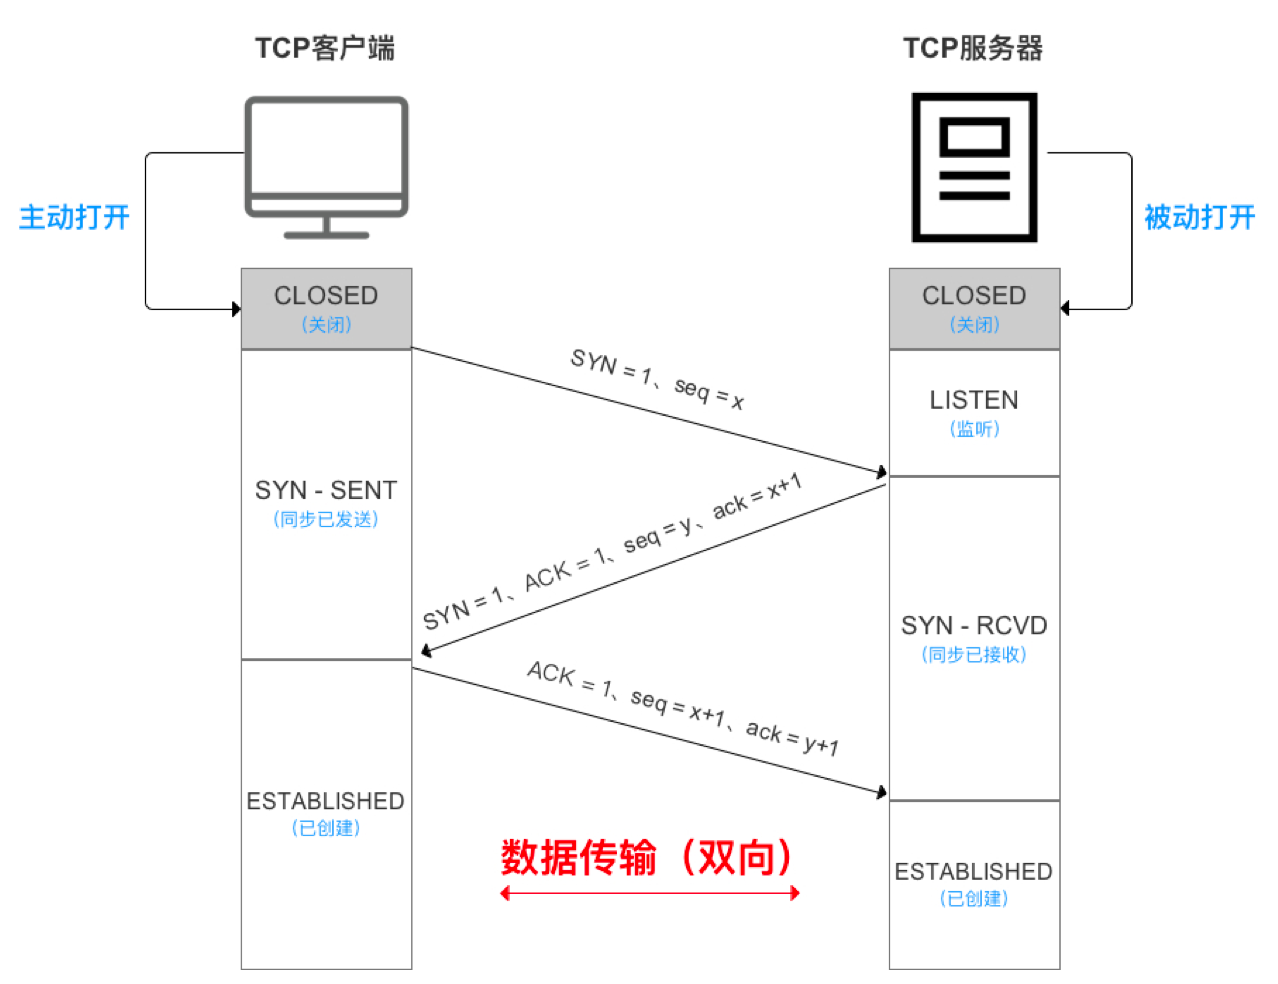 TCP客户端
TCP服务器
主动打开
被动打开
CLOSED
（关闭）
CLOSED
（关闭）
SYN = 1、seq = x
LISTEN
（监听）
SYN - SENT
（同步已发送）
SYN = 1、ACK = 1、seq = y、ack = x+1
SYN - RCVD
（同步已接收）
ACK = 1、seq = x+1、ack = y+1
ESTABLISHED
（已创建）
数据传输（双向）
ESTABLISHED
（已创建）